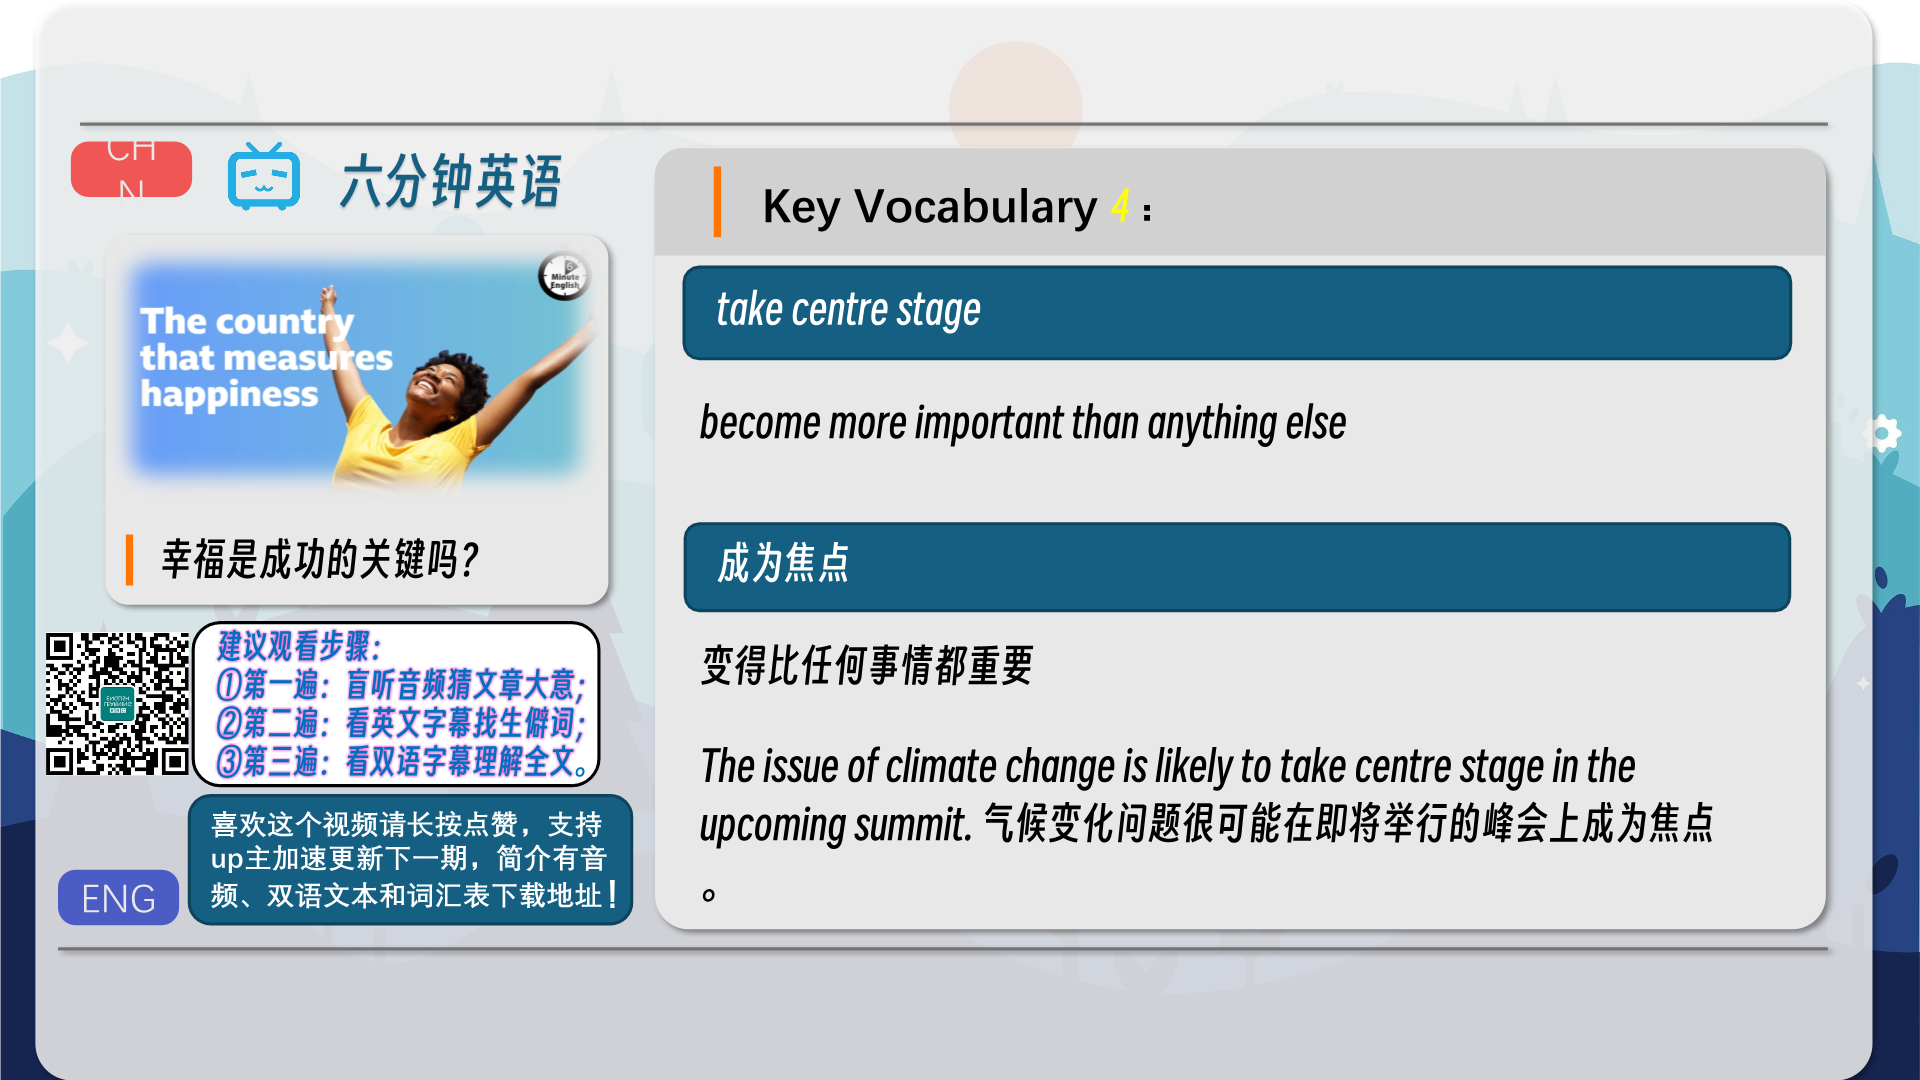 CH
N
六分钟英语
6
Minute
English
The country
that measures
happiness
幸福是成功的关键吗?
建议观看步骤:
①第一遍：盲听音频猜文章大意;
②第二遍：看英文字幕找生僻词;
③第三遍：看双语字幕理解全文。
喜欢这个视频请长按点赞，支持
up主加速更新下一期，简介有音
频、双语文本和词汇表下载地址！
ENG
Key Vocabulary 4：
take centre stage
become more important than anything else
成为焦点
变得比任何事情都重要
The issue of climate change is likely to take centre stage in the
upcoming summit. 气候变化问题很可能在即将举行的峰会上成为焦点
。